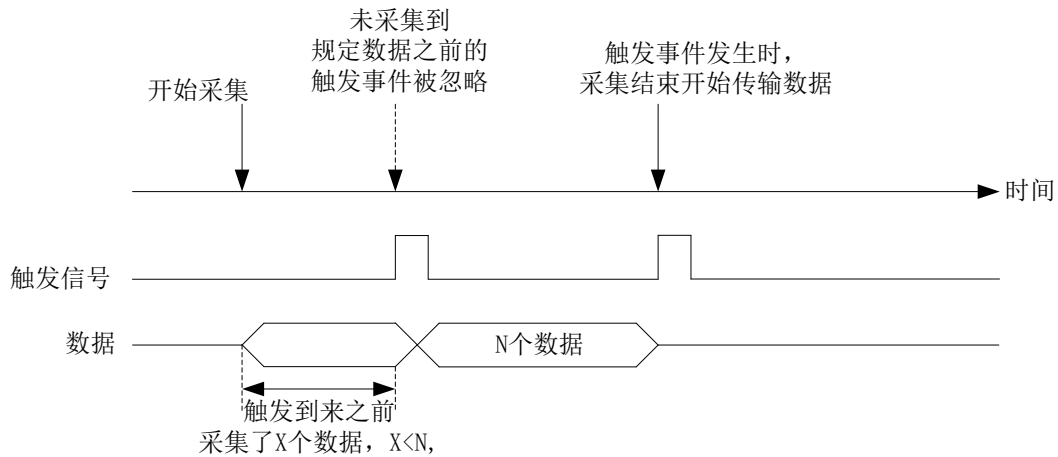 未采集到
规定数据之前的
触发事件被忽略
触发事件发生时，
采集结束开始传输数据
开始采集
时间
触发信号
数据
N个数据
触发到来之前
采集了X个数据，X<N,